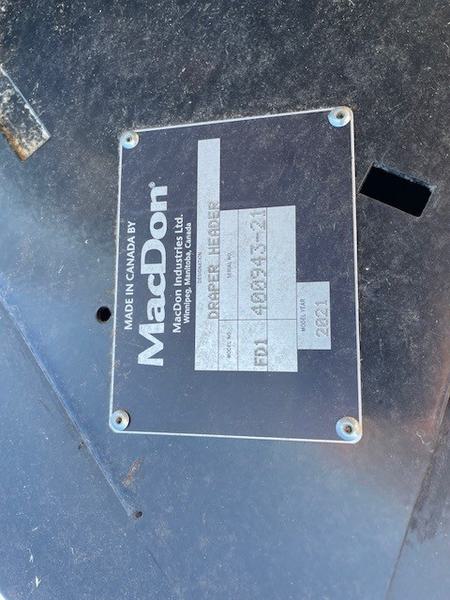 MADE IN CANADA BY
MacDon®
MacDon Industries Ltd.
Winnipeg, Manitoba, Canada
DESIGNATION
DRAPER HEADER
MODEL NO. SERIAL NO.
FD1 400943-21
MODEL YEAR
2021